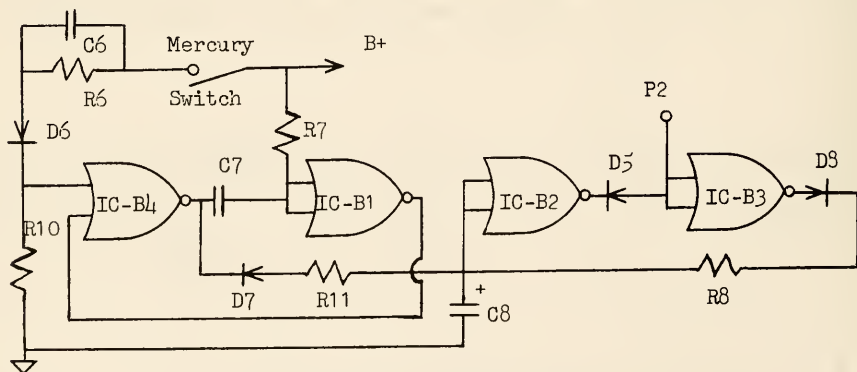 C6
Mercury
B+
R6
Switch
P2
D6
R7
D5
D8
C7
IC-B4
IC-B1
IC-B2
IC-B3
R10
D7
R11
+
C8
R8